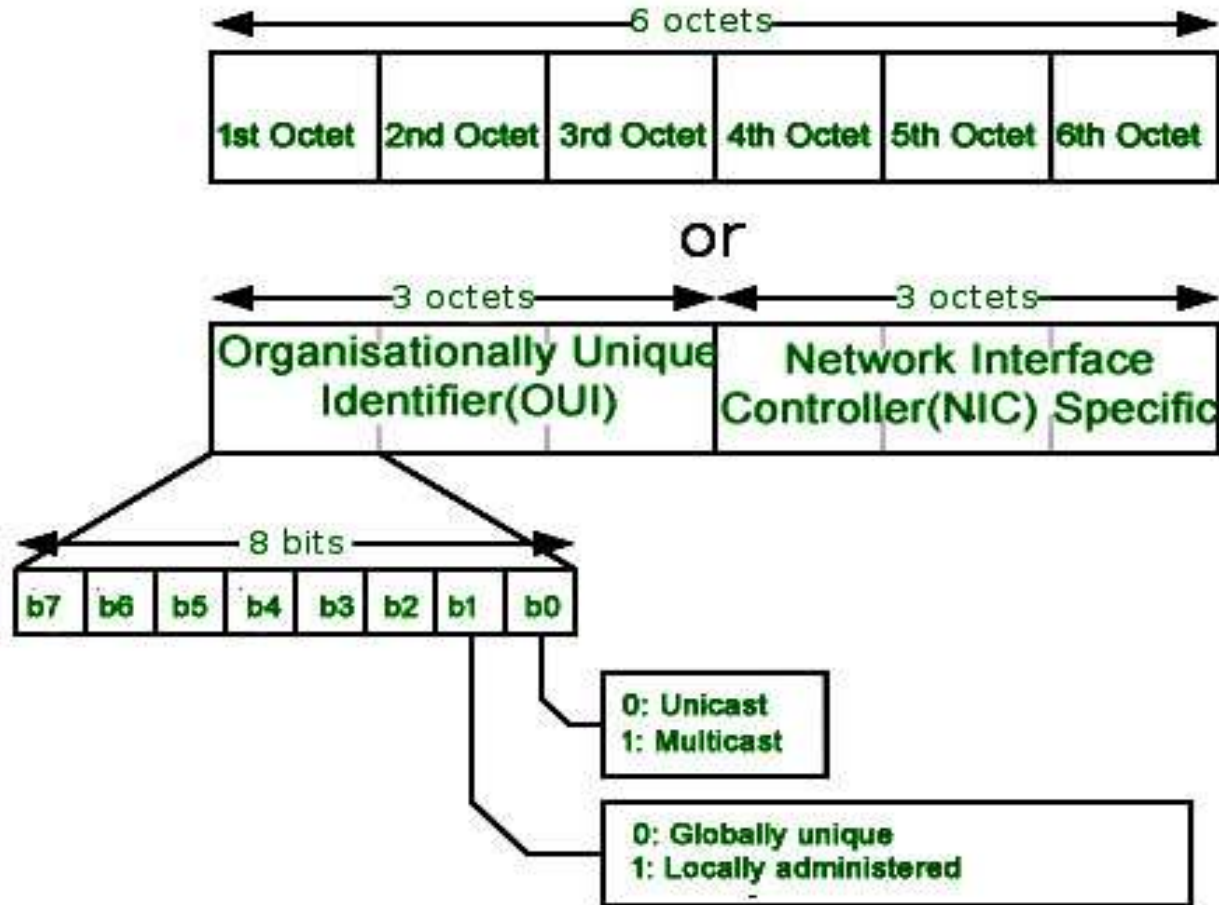 6 octets
1st Octet 2nd Octet 3rd Octet 4th Octet 5th Octet 6th Octet
or
3 octets 3 octets
Organisationally Unique
Identifier(OUI)
Network Interface
Controller(NIC) Specific
8 bits
b7 b6 b5 b4 b3 b2 b1 b0
0: Unicast
1: Multicast
0: Globally unique
1: Locally administered